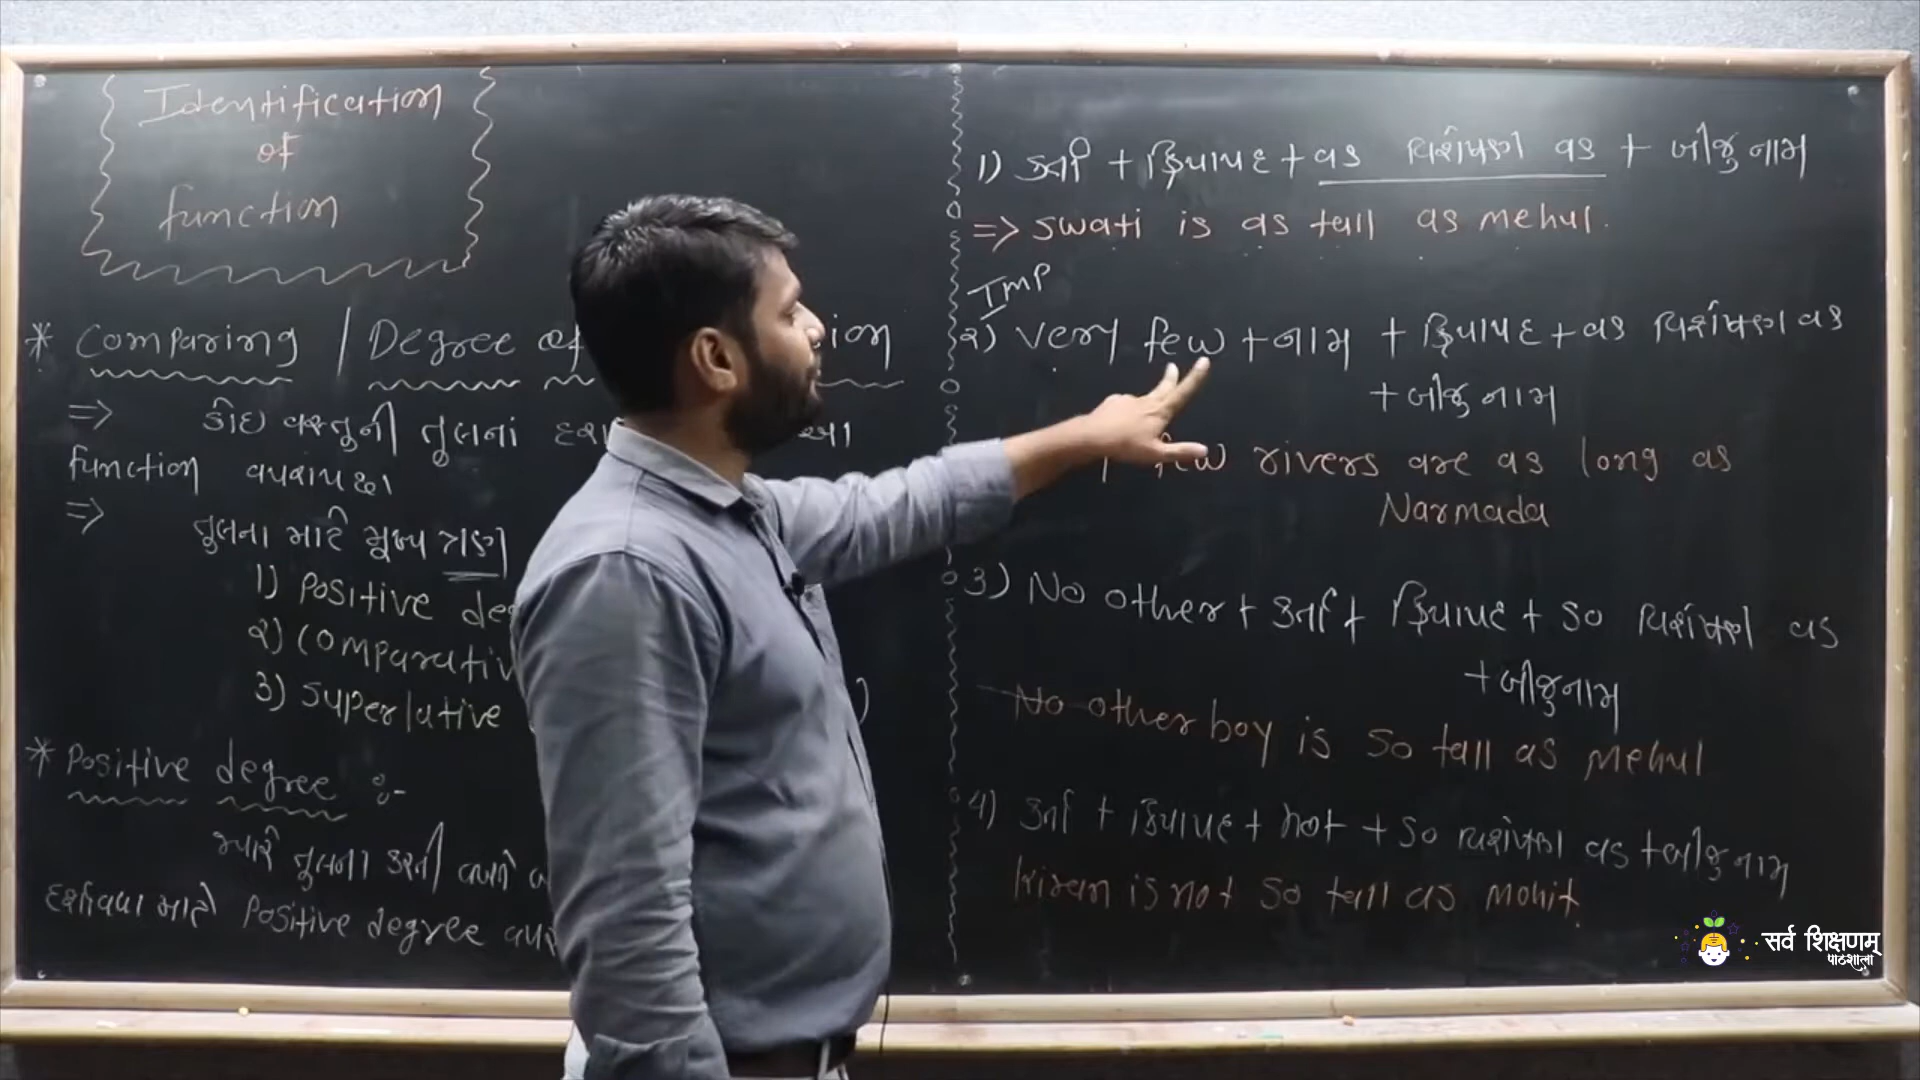 Identification
of
function
* Comparing / Degree of
⇒ કોઇ વસ્તુની તુલનાં
function વપરાય છે।
⇒ તુલના માટે મુખ્ય ત્રણ
1) Positive
૨) Comparative
3) Superlative
* Positive degree :-
જ્યારે તુલના કરતી વખતે
દર્શાવવા માટે Positive degree
1) કર્તા + ક્રિયાપદ + as વિશેષણ as + બીજુ નામ
⇒ Swati is as tall as mehul.
IMP
૨) very few + નામ + ક્રિયાપદ + as વિશેષણ as
+ બીજુ નામ
few rivers are as long as
Narmada
3) No other + કર્તા + ક્રિયાપદ + so વિશેષણ as
+ બીજુ નામ
No other boy is so tall as Mehul
4) કર્તા + ક્રિયાપદ + not + so વિશેષણ as + બીજુ નામ
kiran is not so tall as Mohit.
सर्व शिक्षणम्
पाठशाला